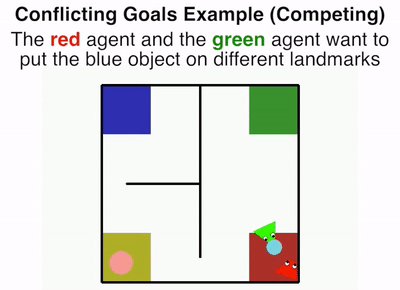 Conflicting Goals Example (Competing)
The red agent and the green agent want to
put the blue object on different landmarks